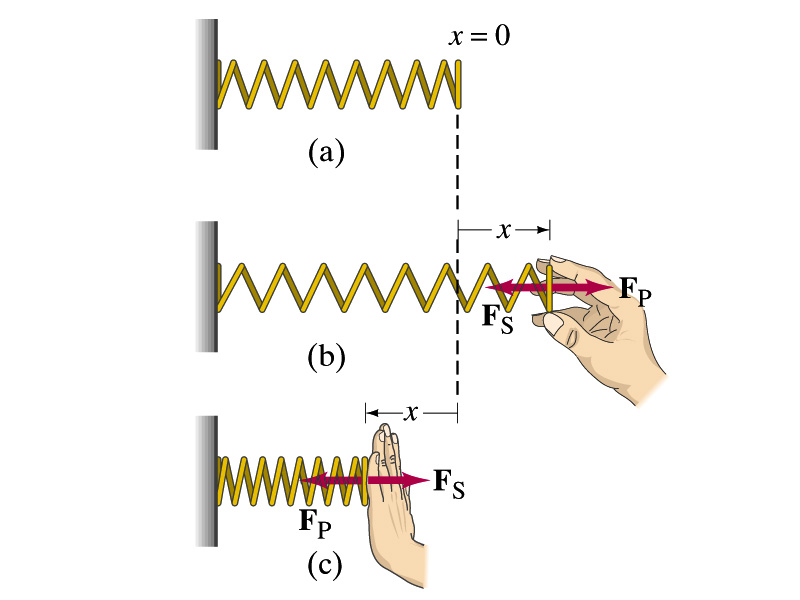 x = 0
(a)
x
F_P
F_S
(b)
x
F_S
F_P
(c)